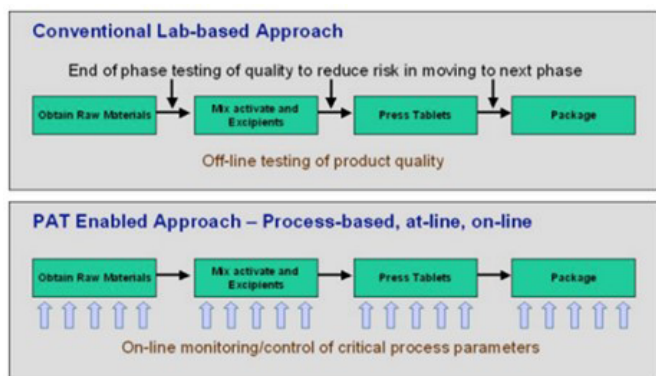 Conventional Lab-based Approach
End of phase testing of quality to reduce risk in moving to next phase
Obtain Raw Materials
Mix activate and
Excipients
Press Tablets
Package
Off-line testing of product quality
PAT Enabled Approach – Process-based, at-line, on-line
Obtain Raw Materials
Mix activate and
Excipients
Press Tablets
Package
On-line monitoring/control of critical process parameters